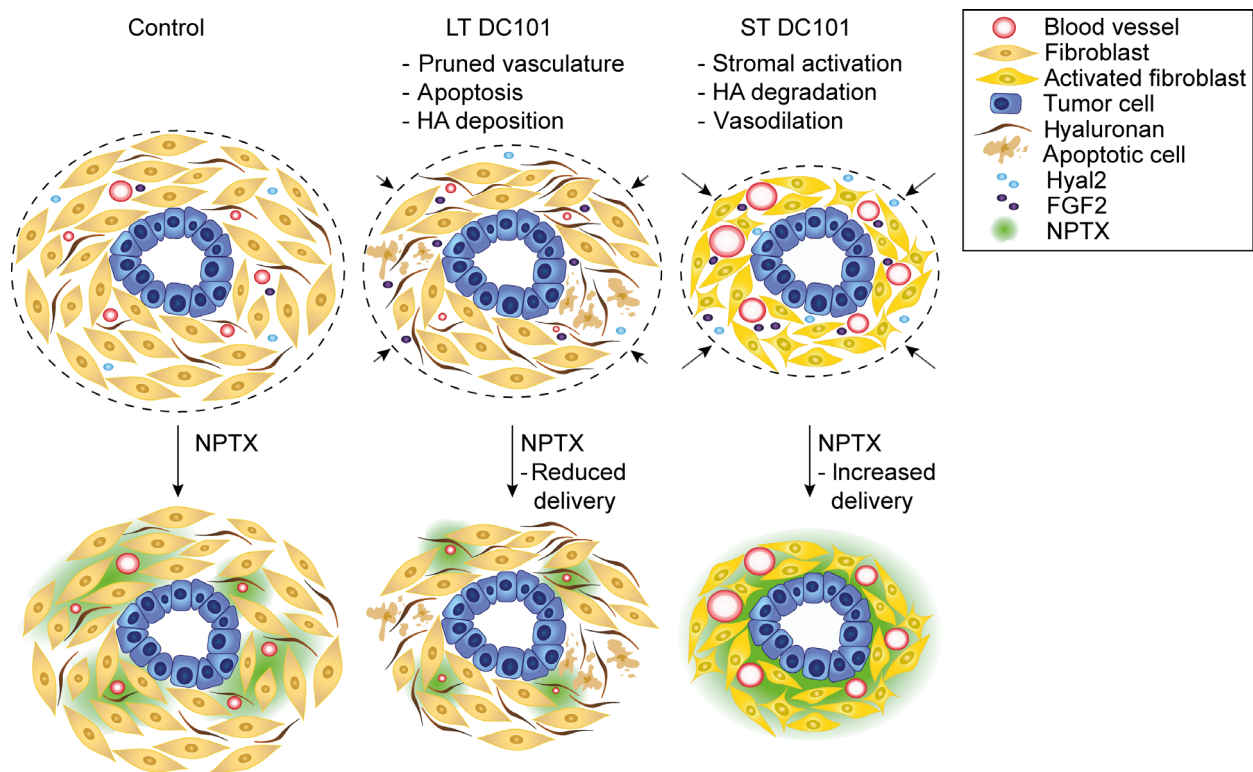 Control
LT DC101
- Pruned vasculature
- Apoptosis
- HA deposition
ST DC101
- Stromal activation
- HA degradation
- Vasodilation
Blood vessel
Fibroblast
Activated fibroblast
Tumor cell
Hyaluronan
Apoptotic cell
Hyal2
FGF2
NPTX
NPTX
NPTX
- Reduced
delivery
NPTX
- Increased
delivery